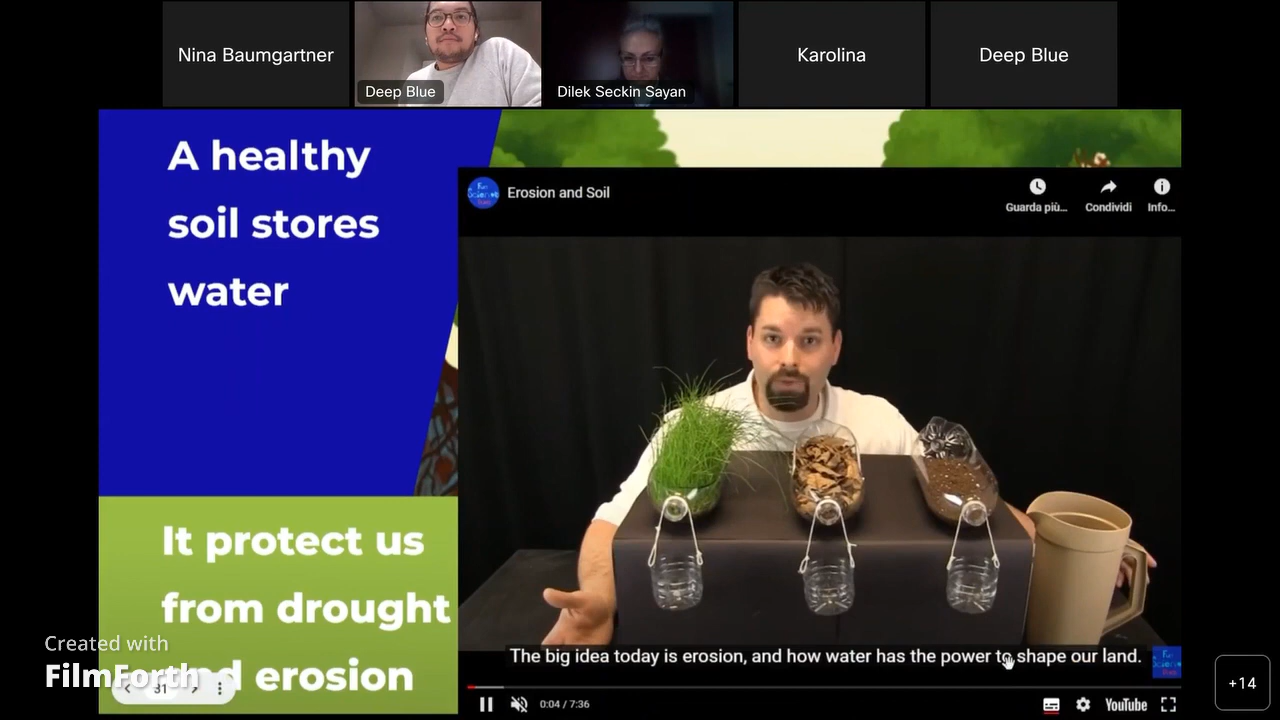 Nina Baumgartner
Deep Blue
Dilek Seckin Sayan
Karolina
Deep Blue
A healthy
soil stores
water
It protect us
from drought
and erosion
Fun Science
Erosion and Soil
Guarda più...
Condividi
Info...
The big idea today is erosion, and how water has the power to shape our land.
0:04 / 7:36
YouTube
Created with
FilmForth
31
+14